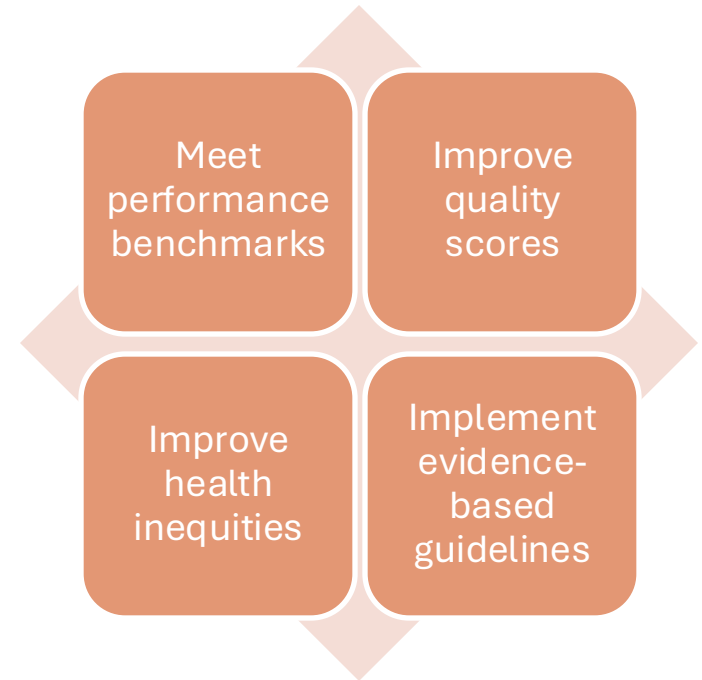 Meet
performance
benchmarks
Improve
quality
scores
Improve
health
inequities
Implement
evidence-
based
guidelines